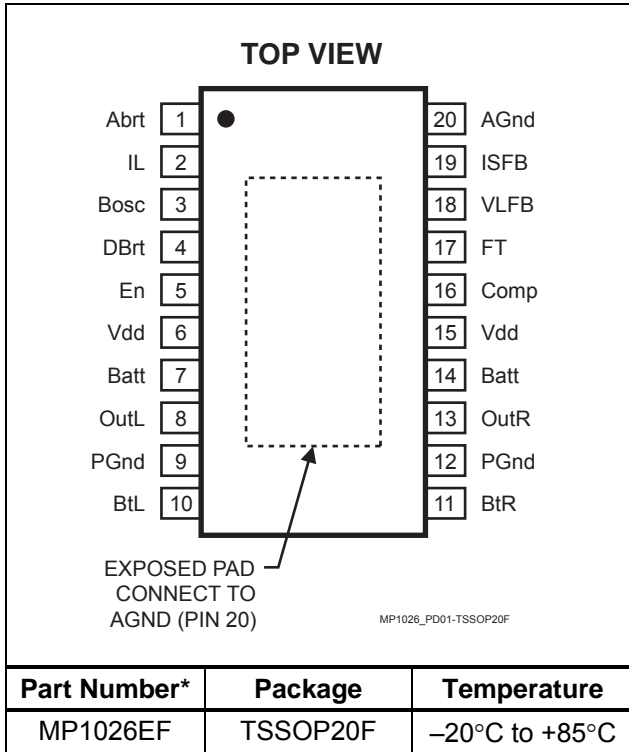 TOP VIEW
Abrt 1 20 AGnd
IL 2 19 ISFB
Bosc 3 18 VLFB
DBrt 4 17 FT
En 5 16 Comp
Vdd 6 15 Vdd
Batt 7 14 Batt
OutL 8 13 OutR
PGnd 9 12 PGnd
BtL 10 11 BtR
EXPOSED PAD
CONNECT TO
AGND (PIN 20)
MP1026_PD01-TSSOP20F
Part Number* Package Temperature
MP1026EF TSSOP20F –20°C to +85°C